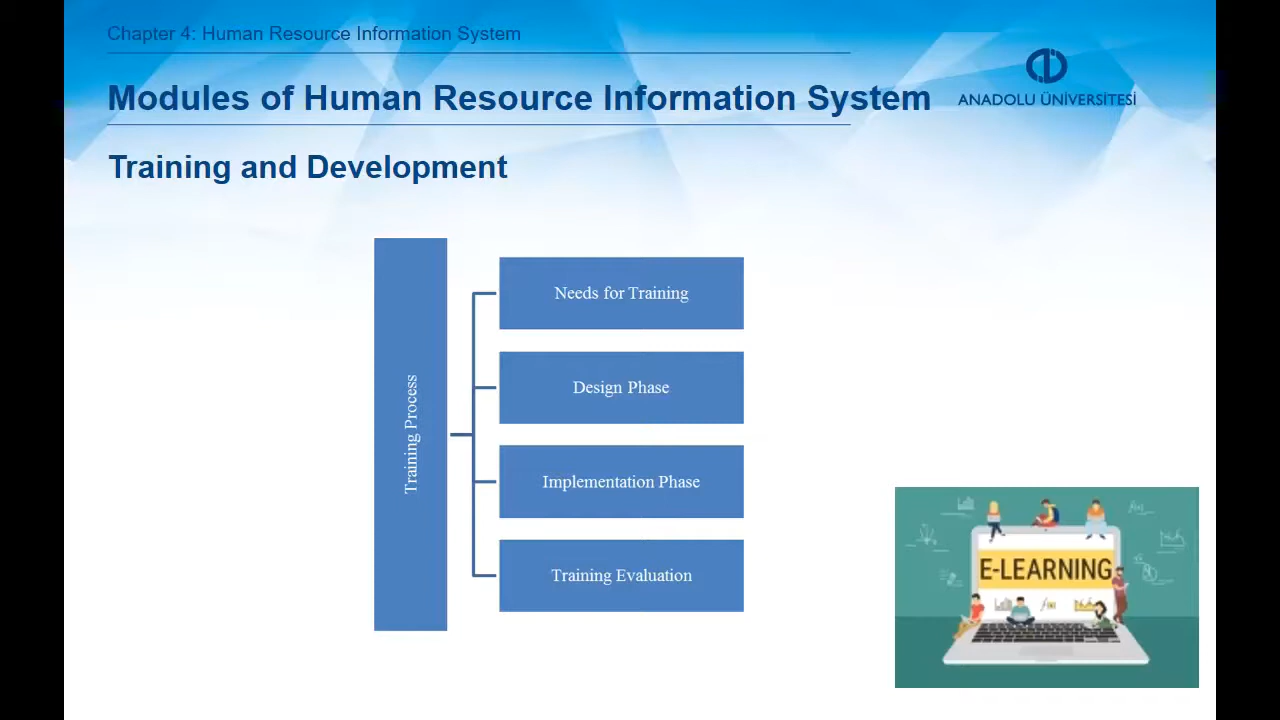 Chapter 4: Human Resource Information System
Modules of Human Resource Information System
ANADOLU ÜNİVERSİTESİ
Training and Development
Training Process
Needs for Training
Design Phase
Implementation Phase
Training Evaluation
E-LEARNING